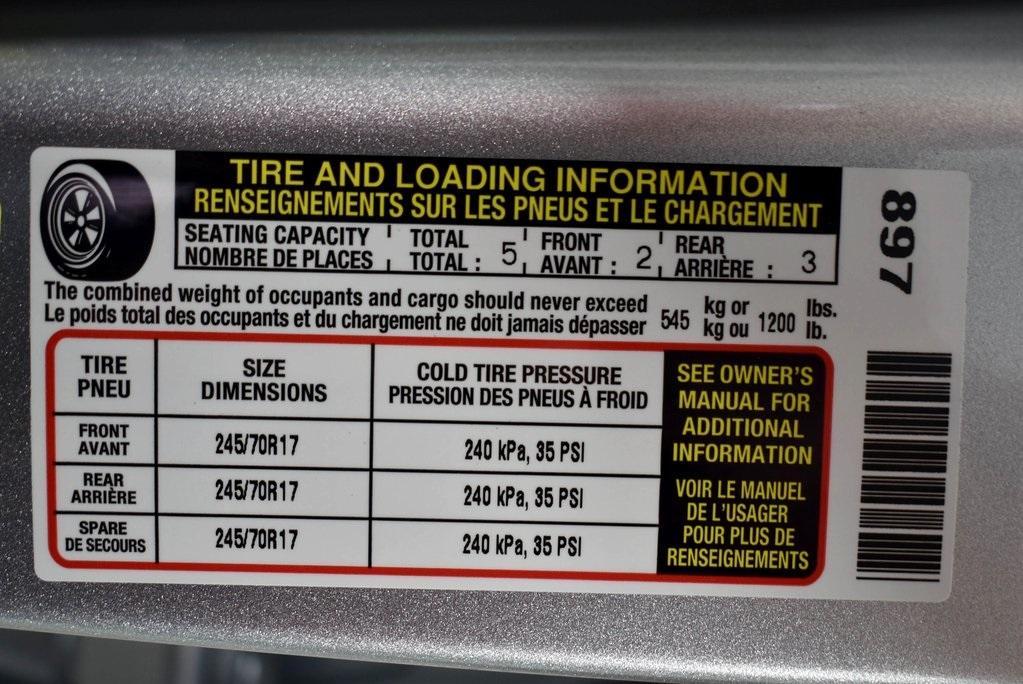 TIRE AND LOADING INFORMATION
RENSEIGNEMENTS SUR LES PNEUS ET LE CHARGEMENT
SEATING CAPACITY TOTAL FRONT REAR
NOMBRE DE PLACES TOTAL : 5 AVANT : 2 ARRIÈRE : 3
897
The combined weight of occupants and cargo should never exceed 545 kg or 1200 lbs.
Le poids total des occupants et du chargement ne doit jamais dépasser kg ou lb.
TIRE
PNEU
SIZE
DIMENSIONS
COLD TIRE PRESSURE
PRESSION DES PNEUS À FROID
FRONT
AVANT
245/70R17
240 kPa, 35 PSI
REAR
ARRIÈRE
245/70R17
240 kPa, 35 PSI
SPARE
DE SECOURS
245/70R17
240 kPa, 35 PSI
SEE OWNER'S
MANUAL FOR
ADDITIONAL
INFORMATION
VOIR LE MANUEL
DE L'USAGER
POUR PLUS DE
RENSEIGNEMENTS